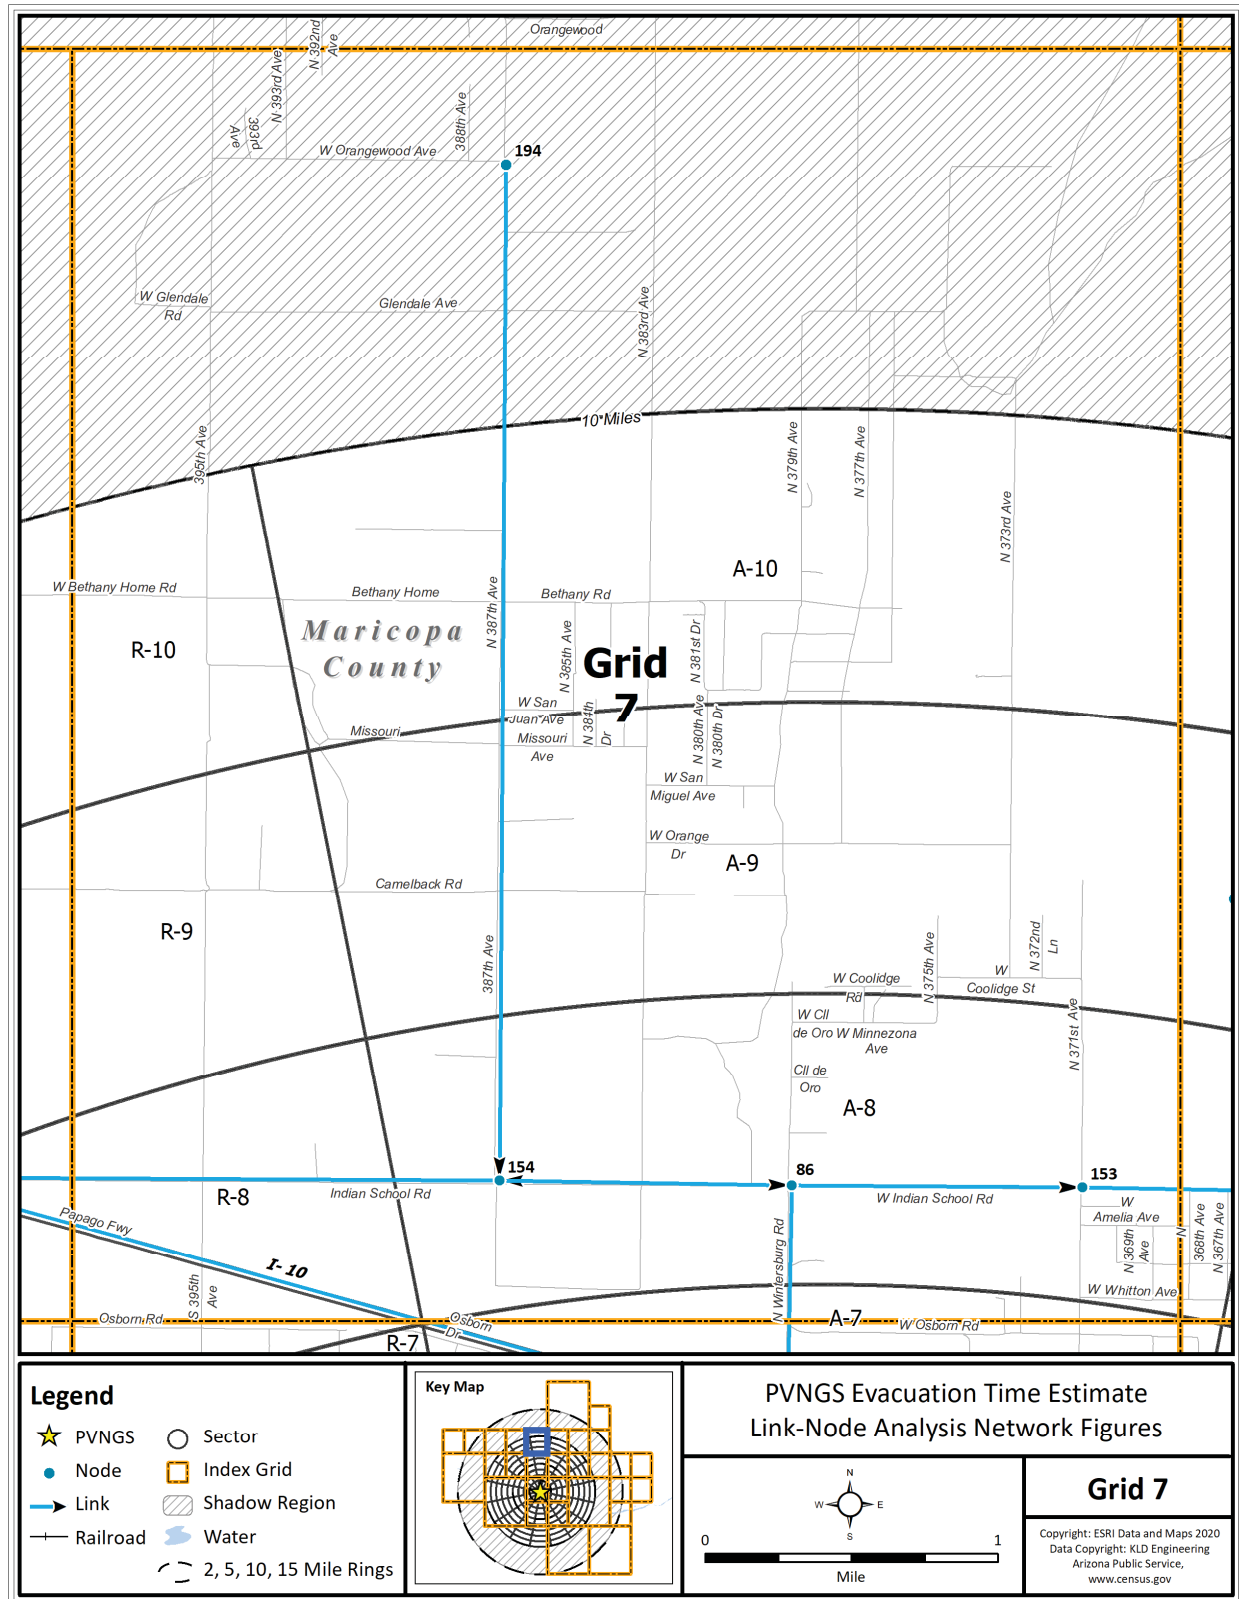 Orangewood
N 392nd
Ave
N 393rd Ave
393rd
Ave
388th Ave
W Orangewood Ave
194
W Glendale
Rd
Glendale Ave
N 383rd Ave
10 Miles
395th Ave
N 379th Ave
N 377th Ave
N 373rd Ave
A-10
W Bethany Home Rd
Bethany Home
Bethany Rd
N 387th Ave
Maricopa
County
R-10
N 385th Ave
Grid
7
N 381st Dr
W San
Juan Ave
Missouri
Missouri
Ave
N 384th
Dr
N 380th Ave
N 380th Dr
W San
Miguel Ave
W Orange
Dr
A-9
Camelback Rd
R-9
387th Ave
N 375th Ave
N 372nd
Ln
W Coolidge
Rd
W
Coolidge St
W Cll
de Oro
W Minnezona
Ave
N 371st Ave
Cll de
Oro
A-8
154
86
153
R-8
Indian School Rd
W Indian School Rd
W
Amelia Ave
Papago Fwy
I-10
N Wintersburg Rd
N 369th
Ave
N
368th Ave
N 367th Ave
S 395th
Ave
W Whitton Ave
Osborn Rd
Osborn
Dr
A-7
W Osborn Rd
R-7
Legend
PVNGS
Node
Link
Railroad
Sector
Index Grid
Shadow Region
Water
2, 5, 10, 15 Mile Rings
Key Map
PVNGS Evacuation Time Estimate
Link-Node Analysis Network Figures
N
W
E
S
0
1
Mile
Grid 7
Copyright: ESRI Data and Maps 2020
Data Copyright: KLD Engineering
Arizona Public Service,
www.census.gov